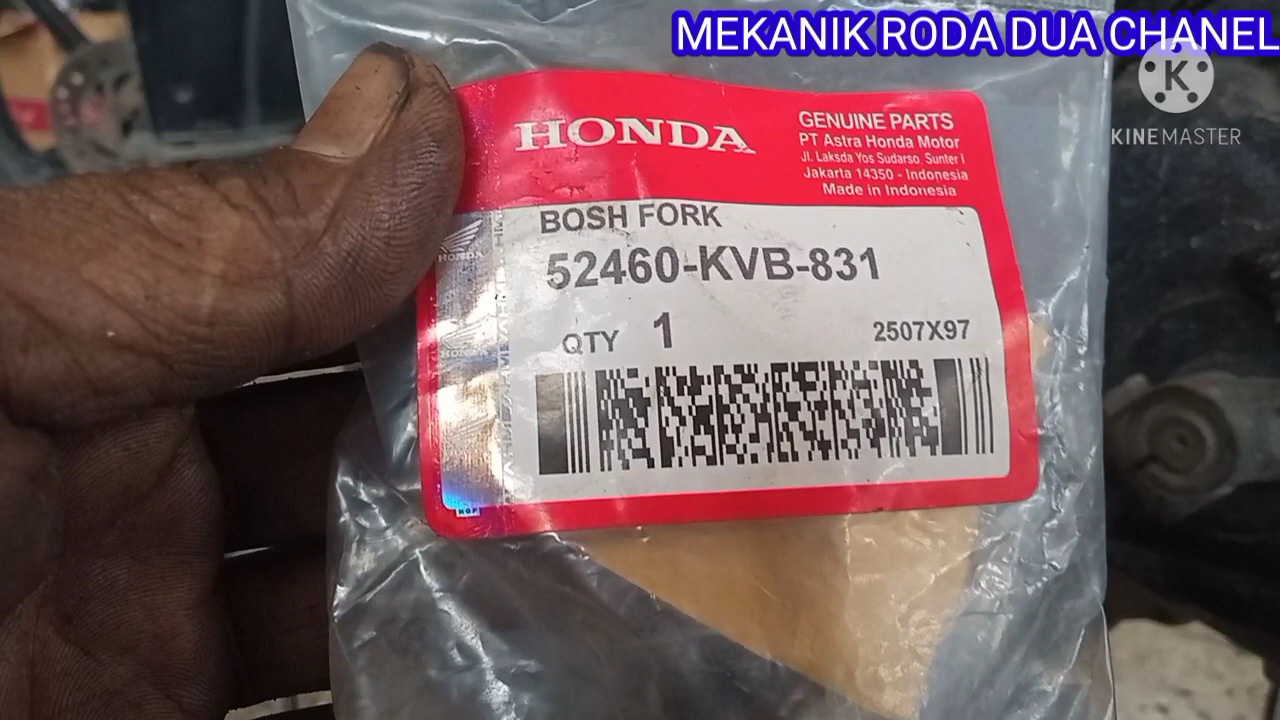 MEKANIK RODA DUA CHANEL
K
KINEMASTER
HONDA
GENUINE PARTS
PT Astra Honda Motor
Jl. Laksda Yos Sudarso, Sunter I
Jakarta 14350 - Indonesia
Made in Indonesia
BOSH FORK
HONDA
52460-KVB-831
QTY 1
2507X97